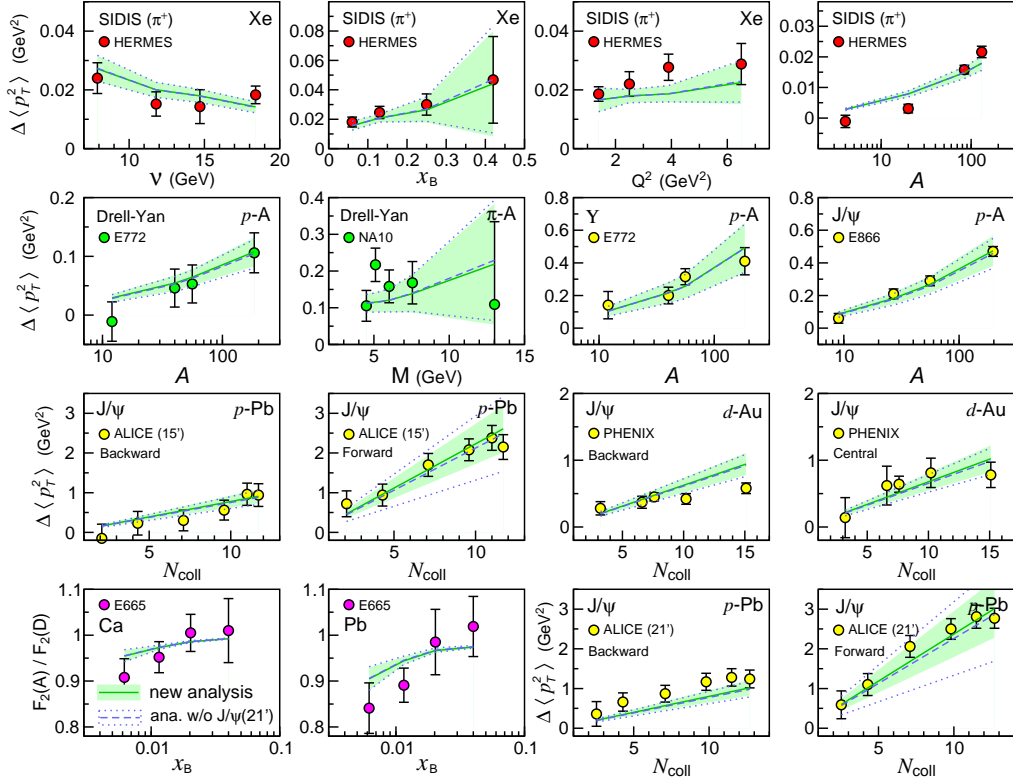 Δ ⟨ p_T^2 ⟩ (GeV²)
SIDIS (π⁺)
Xe
HERMES
0.04
0.02
0
10
15
20
ν (GeV)
SIDIS (π⁺)
Xe
HERMES
0.08
0.06
0.04
0.02
0
0
0.1
0.2
0.3
0.4
0.5
x_B
SIDIS (π⁺)
Xe
HERMES
0.04
0.02
0
2
4
6
Q² (GeV²)
SIDIS (π⁺)
HERMES
0.03
0.02
0.01
0
10
100
A
Δ ⟨ p_T^2 ⟩ (GeV²)
Drell-Yan
p-A
E772
0.2
0.1
0
10
100
A
Drell-Yan
π-A
NA10
0.4
0.3
0.2
0.1
0
5
10
15
M (GeV)
ϒ
p-A
E772
0.8
0.6
0.4
0.2
0
10
100
A
J/ψ
p-A
E866
0.8
0.6
0.4
0.2
0
10
100
A
Δ ⟨ p_T^2 ⟩ (GeV²)
J/ψ
p-Pb
ALICE (15')
Backward
3
2
1
0
5
10
N_coll
J/ψ
p-Pb
ALICE (15')
Forward
3
2
1
0
5
10
N_coll
J/ψ
d-Au
PHENIX
Backward
2
1
0
5
10
15
N_coll
J/ψ
d-Au
PHENIX
Central
2
1
0
5
10
15
N_coll
F₂(A) / F₂(D)
E665
Ca
1.1
1
0.9
0.8
new analysis
ana. w/o J/ψ(21')
0.01
0.1
x_B
E665
Pb
1.1
1
0.9
0.8
0.01
0.1
x_B
Δ ⟨ p_T^2 ⟩ (GeV²)
J/ψ
p-Pb
ALICE (21')
Backward
3
2
1
0
5
10
N_coll
J/ψ
p-Pb
ALICE (21')
Forward
3
2
1
0
5
10
N_coll